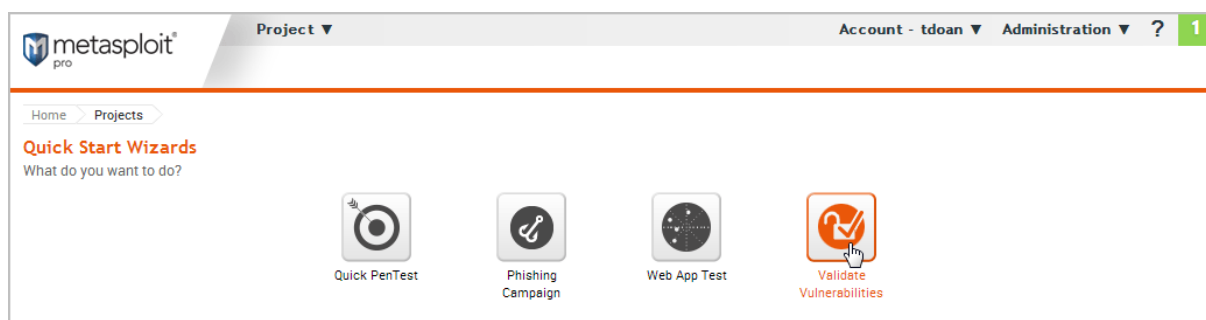 Project ▼
Account - tdoan ▼ Administration ▼ ? 1
metasploit®
pro
Home Projects
Quick Start Wizards
What do you want to do?
Quick PenTest
Phishing
Campaign
Web App Test
Validate
Vulnerabilities